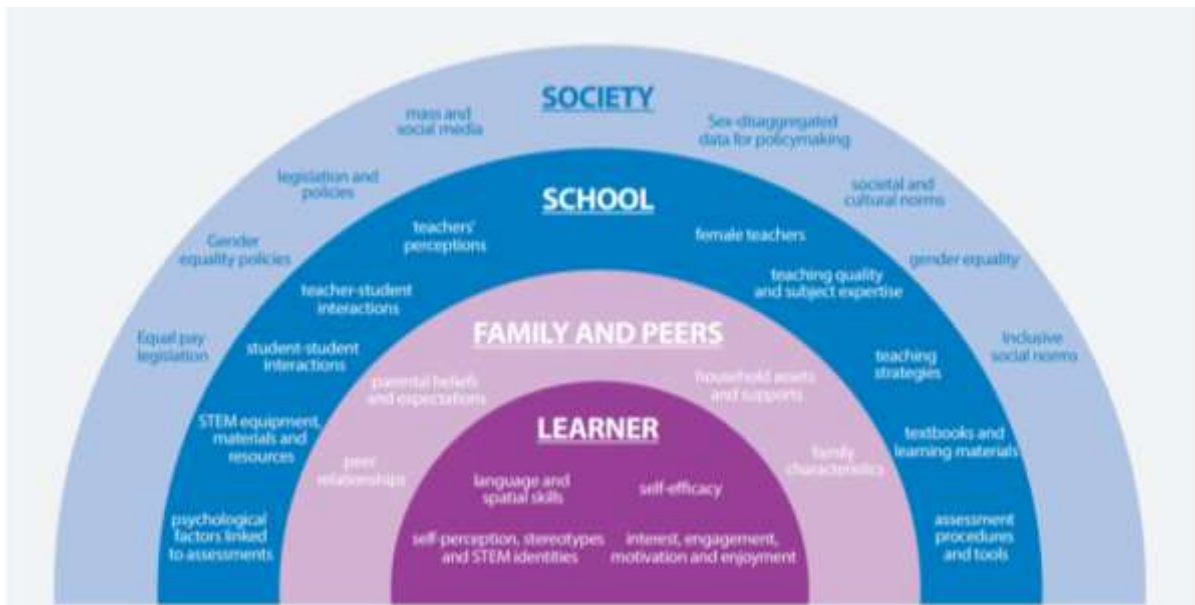 SOCIETY
mass and
social media
Sex-disaggregated
data for policymaking
legislation and
policies
societal and
cultural norms
Gender
equality policies
gender equality
Equal pay
legislation
Inclusive
social norms
SCHOOL
teachers'
perceptions
female teachers
teacher-student
interactions
teaching quality
and subject expertise
student-student
interactions
teaching
strategies
STEM equipment,
materials and
resources
textbooks and
learning materials
psychological
factors linked
to assessments
assessment
procedures
and tools
FAMILY AND PEERS
parental beliefs
and expectations
household assets
and supports
peer
relationships
family
characteristics
LEARNER
language and
spatial skills
self-efficacy
self-perception, stereotypes
and STEM identities
interest, engagement,
motivation and enjoyment